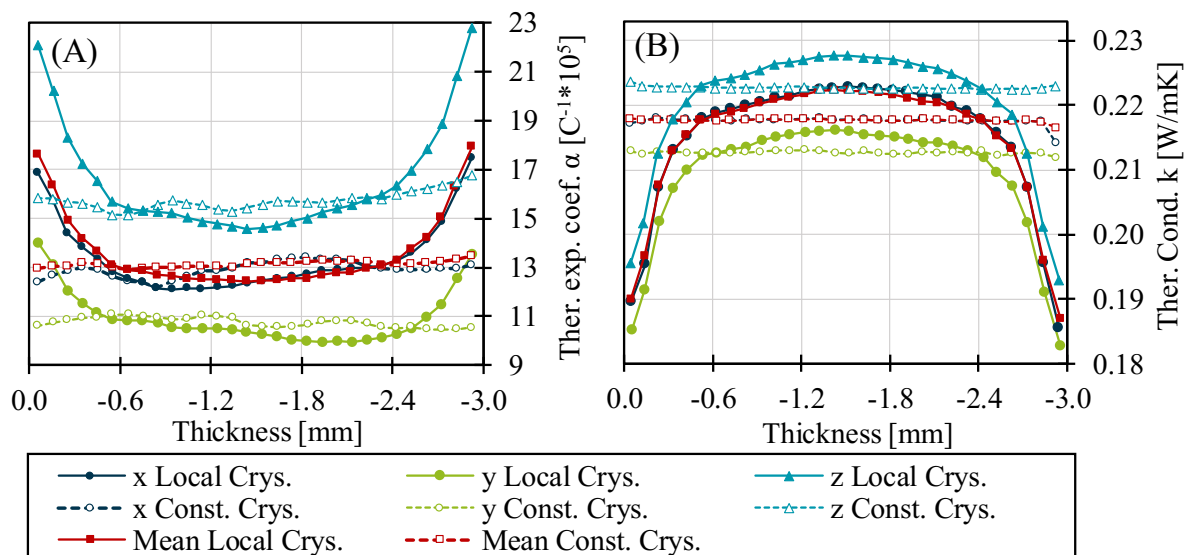 (A)
23
21
19
17
15
13
11
9
Ther. exp. coef. α [C⁻¹*10⁵]
0.0 -0.6 -1.2 -1.8 -2.4 -3.0
Thickness [mm]
(B)
0.23
0.22
0.21
0.20
0.19
0.18
Ther. Cond. k [W/mK]
0.0 -0.6 -1.2 -1.8 -2.4 -3.0
Thickness [mm]
x Local Crys. y Local Crys. z Local Crys.
x Const. Crys. y Const. Crys. z Const. Crys.
Mean Local Crys. Mean Const. Crys.